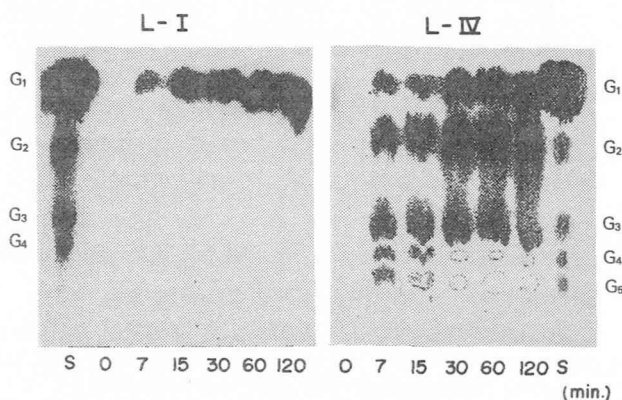 L-I L-IV
G₁ G₁
G₂ G₂
G₃ G₃
G₄ G₄
G₅
S 0 7 15 30 60 120 0 7 15 30 60 120 S
(min.)